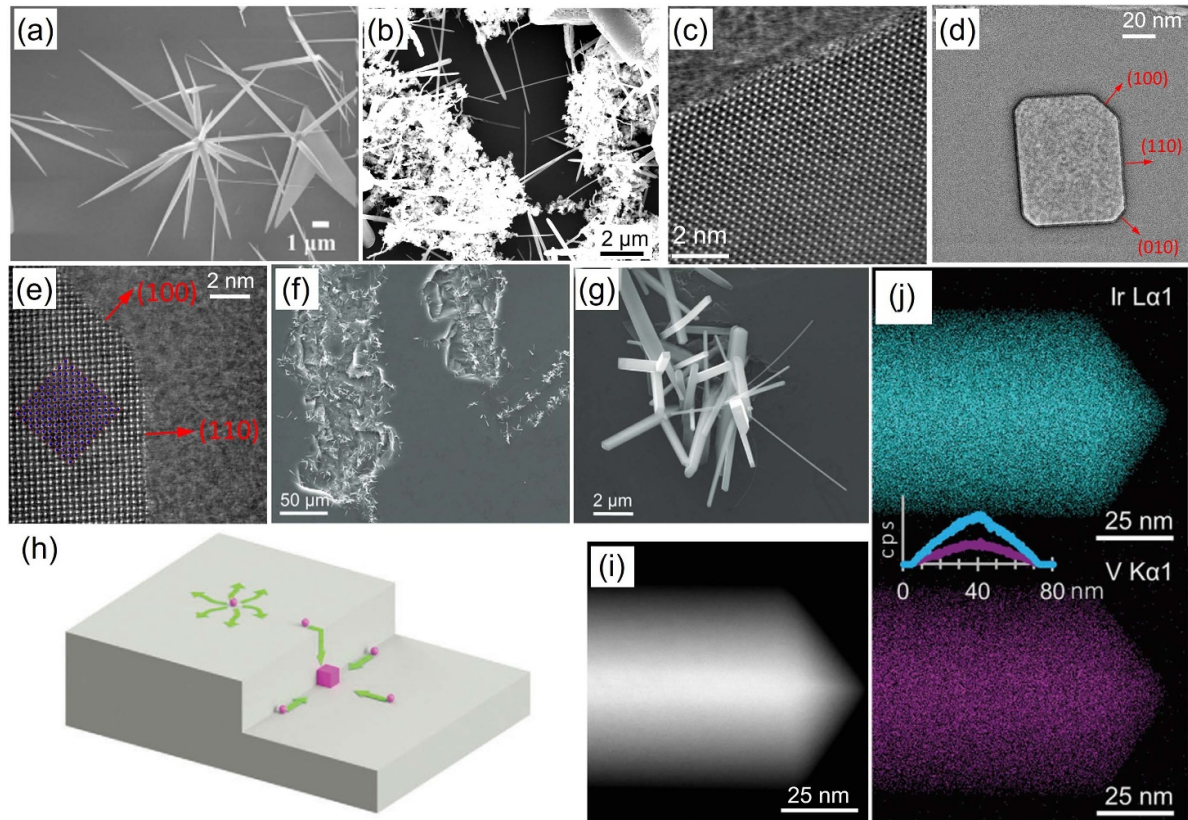 (a)
1 μm
(b)
2 μm
(c)
2 nm
(d)
20 nm
(100)
(110)
(010)
(e)
2 nm
(100)
(110)
(f)
50 μm
(g)
2 μm
(h)
(i)
25 nm
(j)
Ir Lα1
25 nm
cps
V Kα1
0 40 80 nm
25 nm